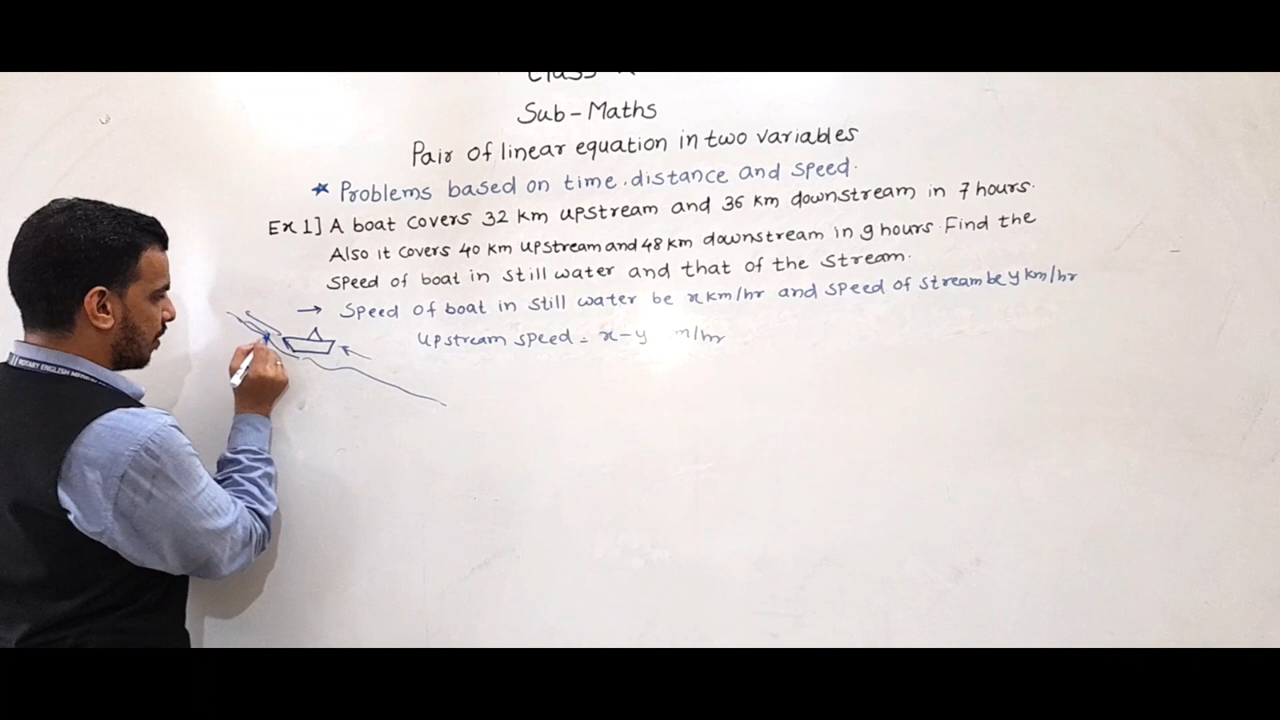 Sub-Maths
Pair of linear equation in two variables
* Problems based on time, distance and speed.
Ex 1] A boat covers 32 km upstream and 36 km downstream in 7 hours.
Also it covers 40 km upstream and 48 km downstream in 9 hours. Find the
speed of boat in still water and that of the stream.
→ Speed of boat in still water be x km/hr and speed of stream be y km/hr
Upstream speed = x-y m/hr
ROTARY ENGLISH